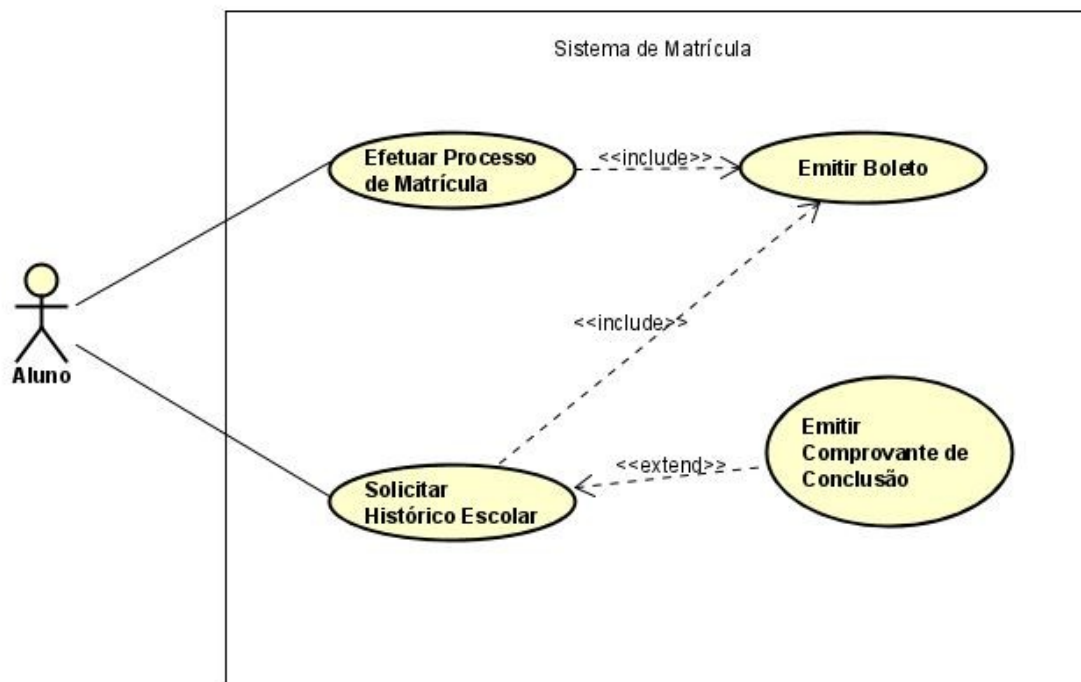 Sistema de Matrícula
Efetuar Processo
de Matrícula
<<include>>
Emitir Boleto
<<include>>
Aluno
Emitir
Comprovante de
Conclusão
<<extend>>
Solicitar
Histórico Escolar